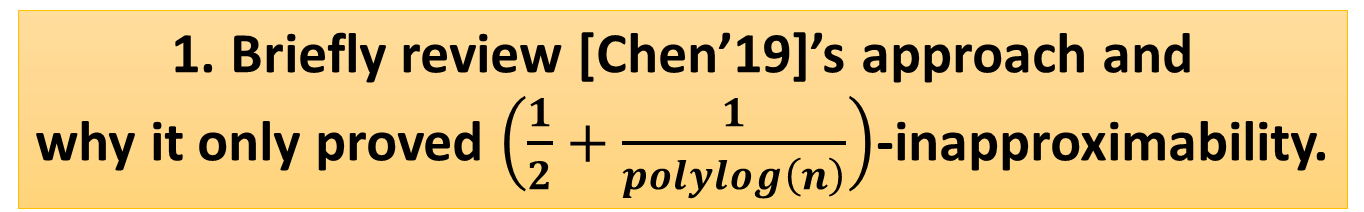 1. Briefly review [Chen’19]’s approach and
why it only proved (1/2 + 1/polylog(n))-inapproximability.